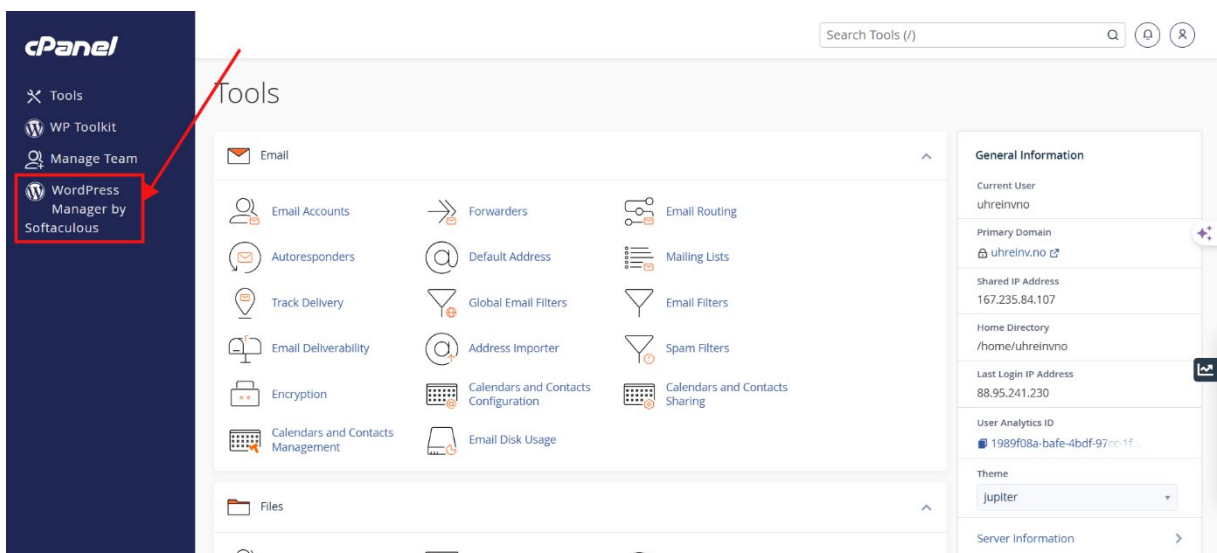 cPanel
Search Tools (/)
Tools
WP Toolkit
Manage Team
WordPress
Manager by
Softaculous
Tools
Email
Email Accounts
Forwarders
Email Routing
Autoresponders
Default Address
Mailing Lists
Track Delivery
Global Email Filters
Email Filters
Email Deliverability
Address Importer
Spam Filters
Encryption
Calendars and Contacts
Configuration
Calendars and Contacts
Sharing
Calendars and Contacts
Management
Email Disk Usage
Files
General Information
Current User
uhreinvno
Primary Domain
uhreinv.no
Shared IP Address
167.235.84.107
Home Directory
/home/uhreinvno
Last Login IP Address
88.95.241.230
User Analytics ID
1989f08a-bafe-4bdf-97cc-1f...
Theme
jupiter
Server Information